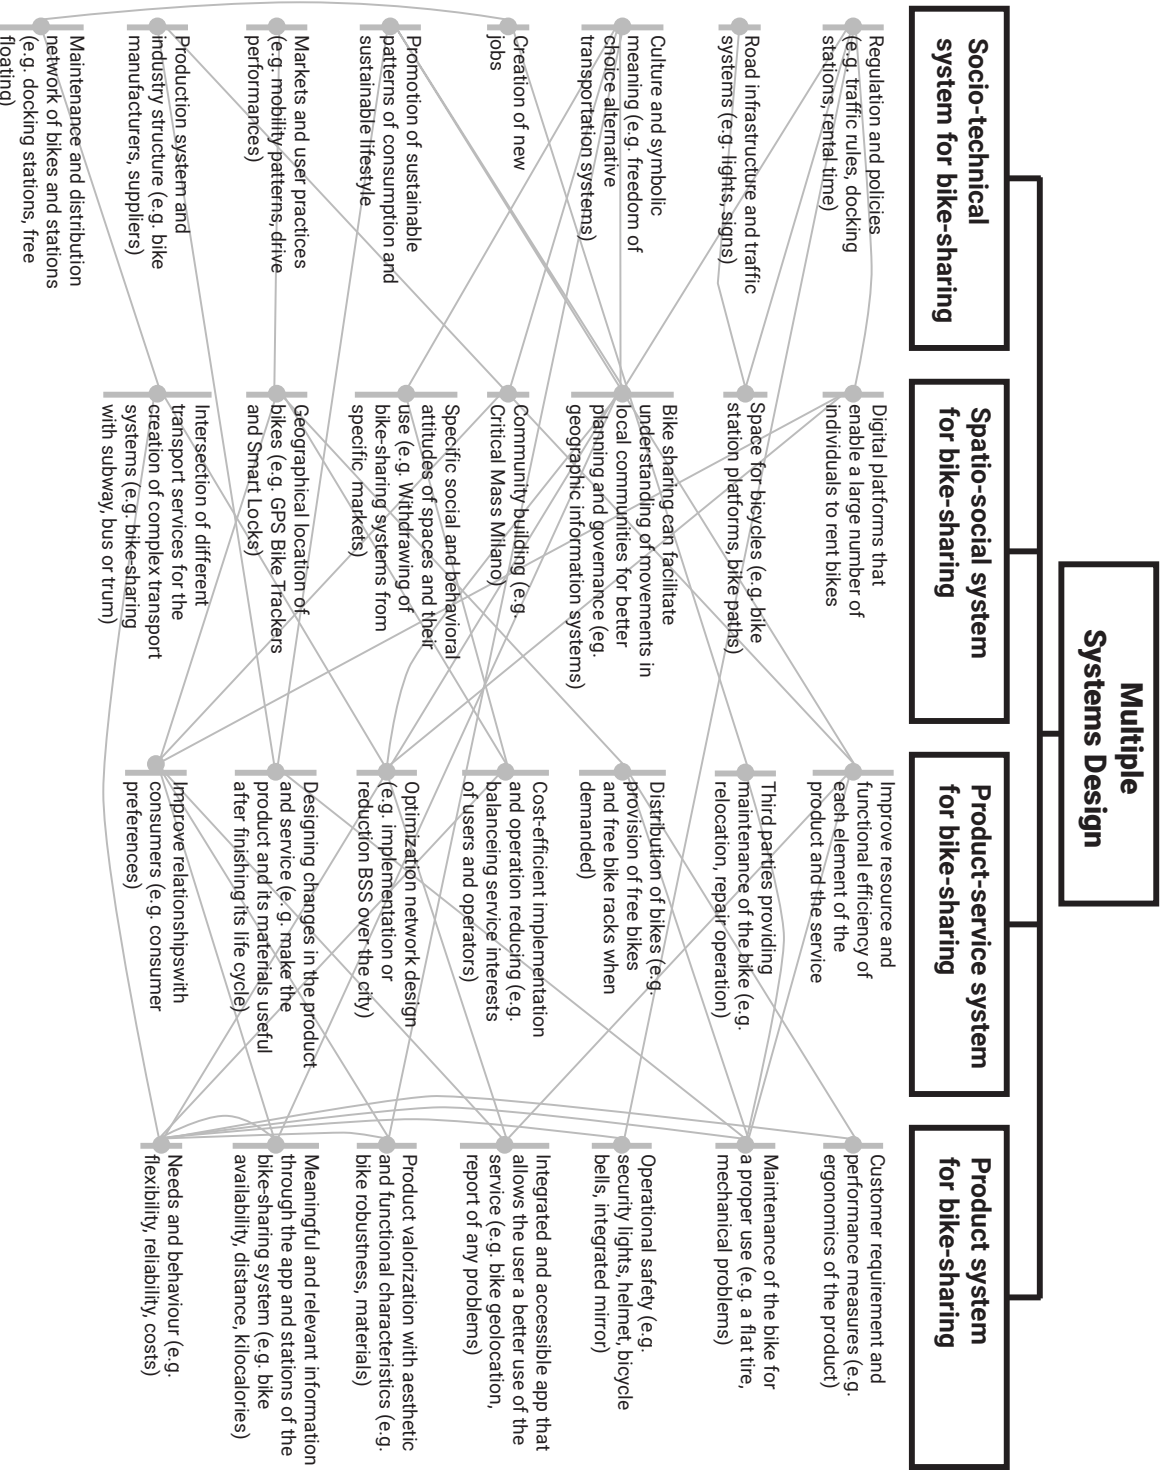 Multiple
Systems Design
Socio-technical
system for bike-sharing
Regulation and policies
(e.g. traffic rules, docking
stations, rental time)
Road infrastructure and traffic
systems (e.g. lights, signs)
Culture and symbolic
meaning (e.g. freedom of
choice alternative
transportation systems)
Creation of new
jobs
Promotion of sustainable
patterns of consumption and
sustainable lifestyle
Markets and user practices
(e.g. mobility patterns, drive
performances)
Production system and
industry structure (e.g. bike
manufacturers, suppliers)
Maintenance and distribution
network of bikes and stations
(e.g. docking stations, free
floating)
Spatio-social system
for bike-sharing
Digital platforms that
enable a large number of
individuals to rent bikes
Space for bicycles (e.g. bike
station platforms, bike paths)
Bike sharing can facilitate
understanding of movements in
local communities for better
planning and governance (eg.
geographic information systems)
Community building (e.g.
Critical Mass Milano)
Specific social and behavioral
attitudes of spaces and their
use (e.g. Withdrawing of
bike-sharing systems from
specific markets)
Geographical location of
bikes (e.g. GPS Bike Trackers
and Smart Locks)
Intersection of different
transport services for the
creation of complex transport
systems (e.g. bike-sharing
with subway, bus or trum)
Product-service system
for bike-sharing
Improve resource and
functional efficiency of
each element of the
product and the service
Third parties providing
maintenance of the bike (e.g.
relocation, repair operation)
Distribution of bikes (e.g.
provision of free bikes
and free bike racks when
demanded)
Cost-efficient implementation
and operation reducing (e.g.
balanceing service interests
of users and operators)
Optimization network design
(e.g. implementation or
reduction BSS over the city)
Designing changes in the product
and service (e. g. make the
product and its materials useful
after finishing its life cycle)
Improve relationshipswith
consumers (e.g. consumer
preferences)
Product system
for bike-sharing
Customer requirement and
performance measures (e.g.
ergonomics of the product)
Maintenance of the bike for
a proper use (e.g. a flat tire,
mechanical problems)
Operational safety (e.g.
security lights, helmet, bicycle
bells, integrated mirror)
Integrated and accessible app that
allows the user a better use of the
service (e.g. bike geolocation,
report of any problems)
Product valorization with aesthetic
and functional characteristics (e.g.
bike robustness, materials)
Meaningful and relevant information
through the app and stations of the
bike-sharing system (e.g. bike
availability, distance, kilocalories)
Needs and behaviour (e.g.
flexibility, reliability, costs)